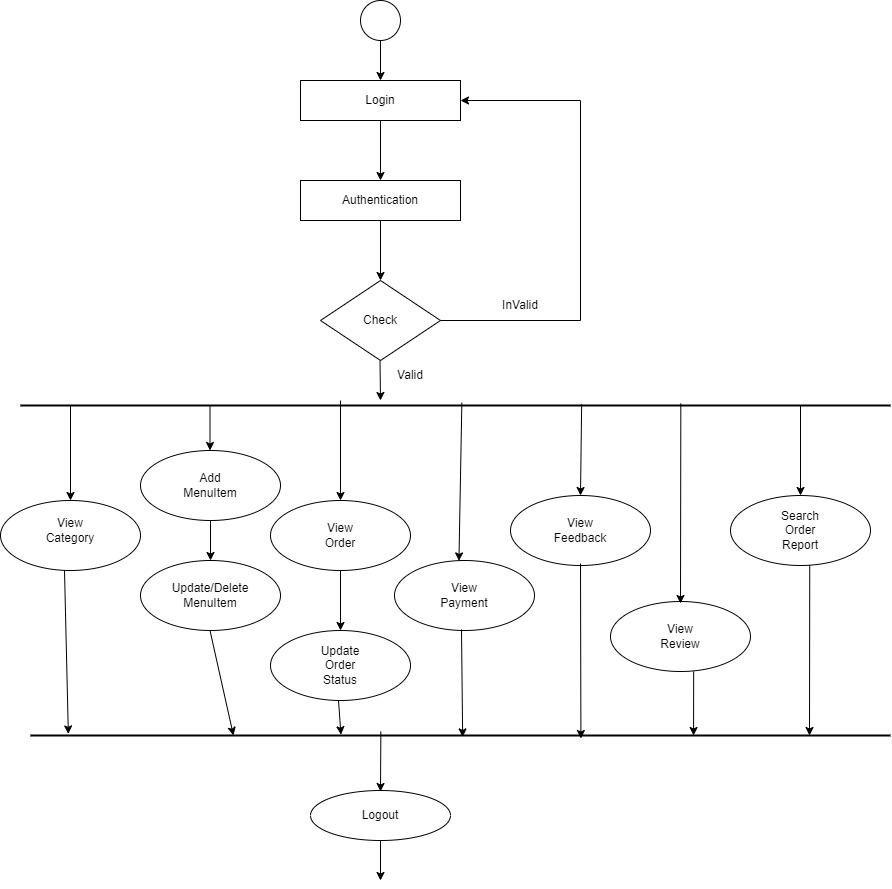 Login
Authentication
Check
InValid
Valid
Add
MenuItem
View
Category
View
Order
View
Feedback
Search
Order
Report
Update/Delete
MenuItem
View
Payment
View
Review
Update
Order
Status
Logout